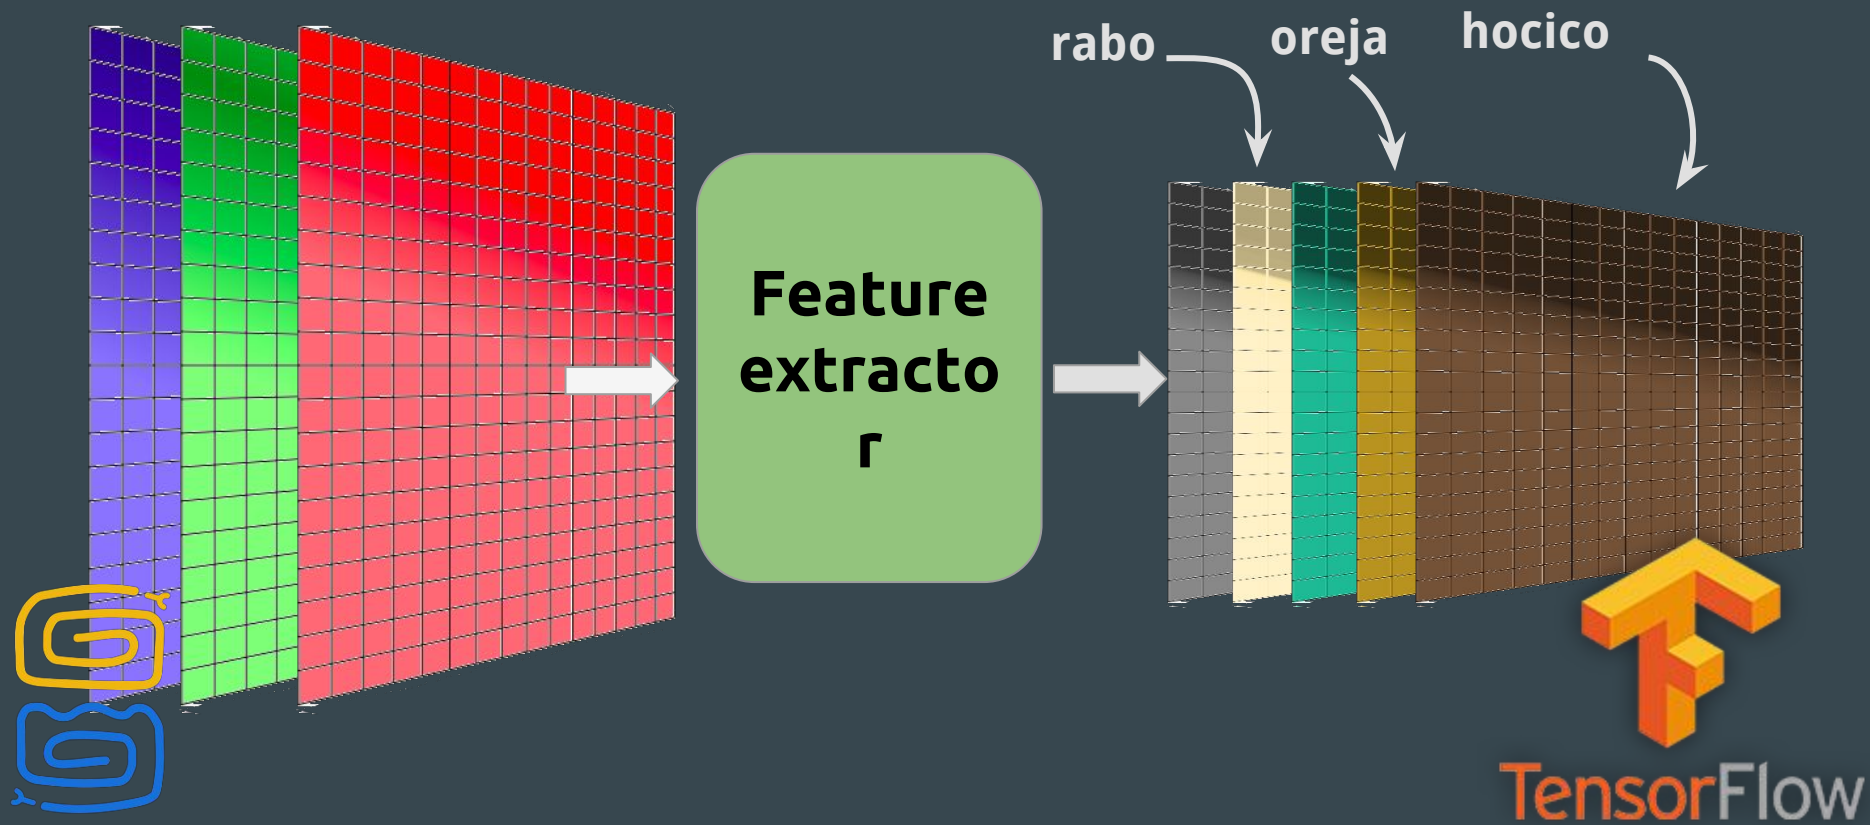 rabo
oreja
hocico
Feature
extracto
r
TensorFlow